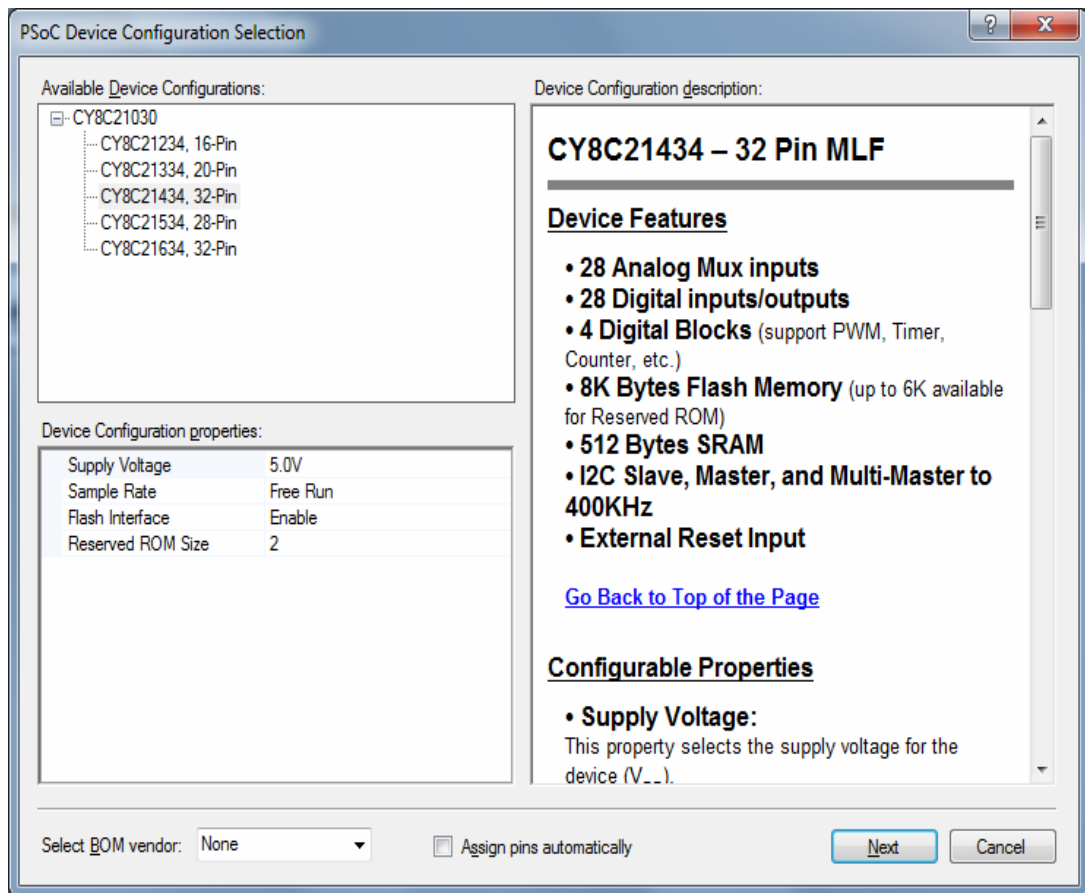 PSoC Device Configuration Selection
Available Device Configurations:
CY8C21030
CY8C21234, 16-Pin
CY8C21334, 20-Pin
CY8C21434, 32-Pin
CY8C21534, 28-Pin
CY8C21634, 32-Pin
Device Configuration properties:
Supply Voltage 5.0V
Sample Rate Free Run
Flash Interface Enable
Reserved ROM Size 2
Device Configuration description:
CY8C21434 – 32 Pin MLF
Device Features
• 28 Analog Mux inputs
• 28 Digital inputs/outputs
• 4 Digital Blocks (support PWM, Timer,
Counter, etc.)
• 8K Bytes Flash Memory (up to 6K available
for Reserved ROM)
• 512 Bytes SRAM
• I2C Slave, Master, and Multi-Master to
400KHz
• External Reset Input
Go Back to Top of the Page
Configurable Properties
• Supply Voltage:
This property selects the supply voltage for the
device
Select BOM vendor: None
Assign pins automatically
Next
Cancel